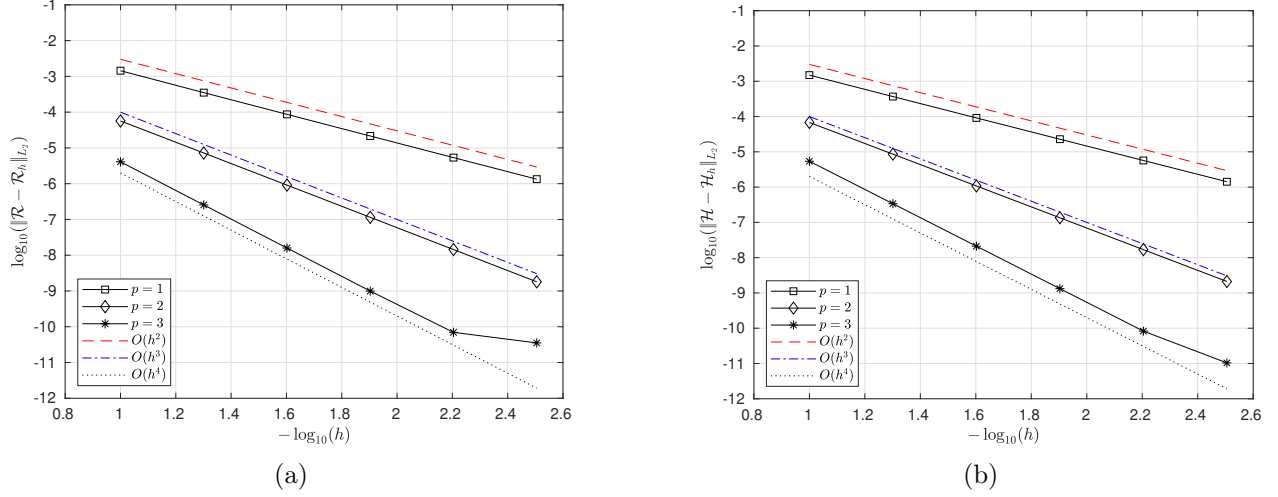 -1
-2
-3
-4
-5
-6
-7
-8
-9
-10
-11
-12
log₁₀(‖ℛ − ℛₕ‖_{L₂})
p = 1
p = 2
p = 3
O(h²)
O(h³)
O(h⁴)
0.8 1 1.2 1.4 1.6 1.8 2 2.2 2.4 2.6
− log₁₀(h)
(a)
-1
-2
-3
-4
-5
-6
-7
-8
-9
-10
-11
-12
log₁₀(‖ℋ − ℋₕ‖_{L₂})
p = 1
p = 2
p = 3
O(h²)
O(h³)
O(h⁴)
0.8 1 1.2 1.4 1.6 1.8 2 2.2 2.4 2.6
− log₁₀(h)
(b)